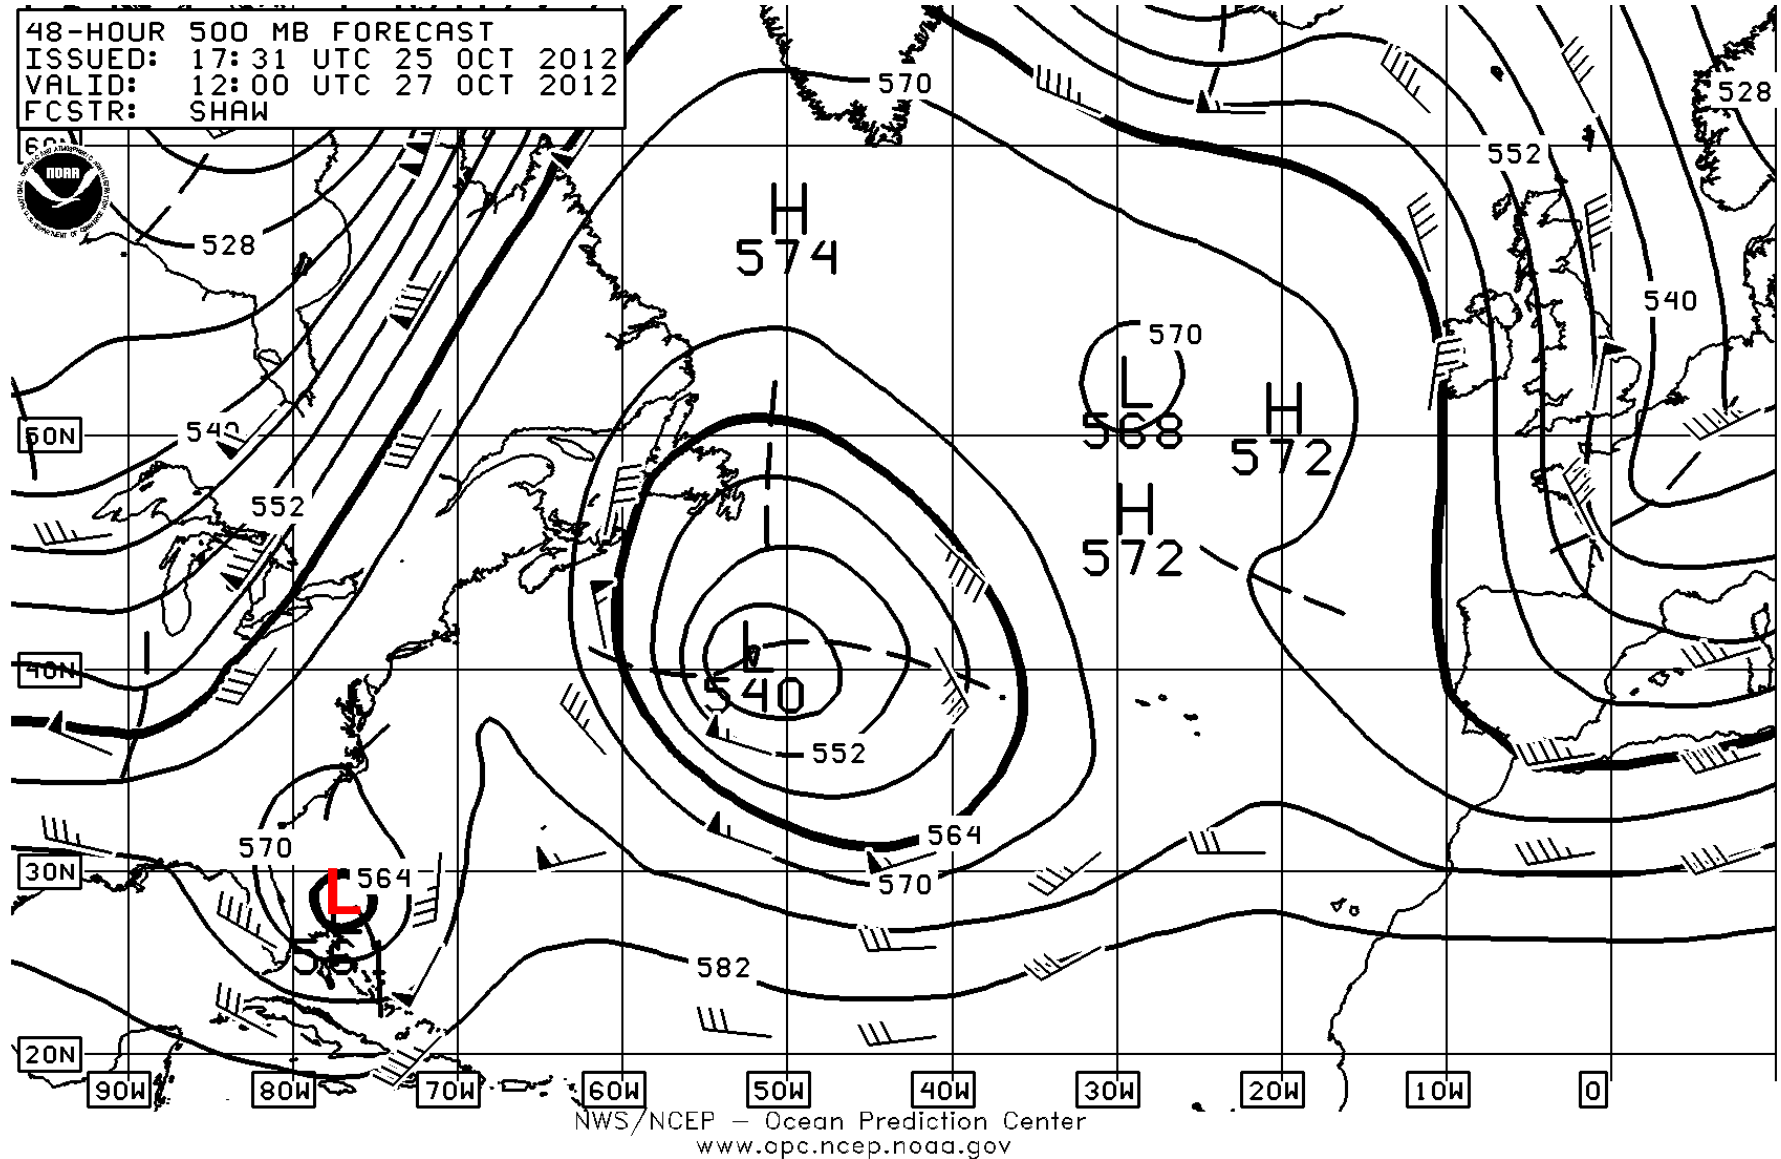 48-HOUR 500 MB FORECAST
ISSUED: 17:31 UTC 25 OCT 2012
VALID: 12:00 UTC 27 OCT 2012
FCSTR: SHAW
570
528
60N
NOAA
552
H
574
528
540
570
L
568
H
572
50N
540
552
H
572
40N
L
540
552
564
570
30N
L
564
570
582
20N
90W
80W
70W
60W
50W
40W
30W
20W
10W
0
NWS/NCEP – Ocean Prediction Center
www.opc.ncep.noaa.gov